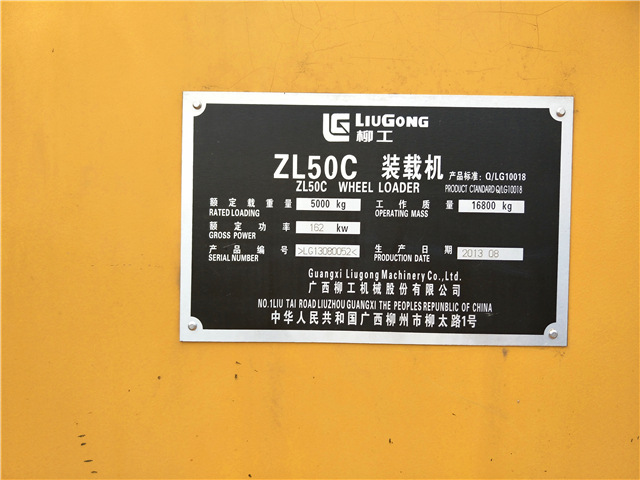 LG LIUGONG
柳工
ZL50C 装载机 产品标准: Q/LG10018
ZL50C WHEEL LOADER PRODUCT CTANDARD Q/LG10018
额定载重量 5000 kg 工作质量 16800 kg
RATED LOADING OPERATING MASS
额定功率 162 kw
GROSS POWER
产品编号 >LG13080052< 生产日期 2013 08
SERIAL NUMBER PRODUCTION DATE
Guangxi Liugong Machinery Co., Ltd.
广西柳工机械股份有限公司
NO.1LIU TAI ROAD LIUZHOU GUANGXI THE PEOPLES REPUNBLIC OF CHINA
中华人民共和国广西柳州市柳太路1号